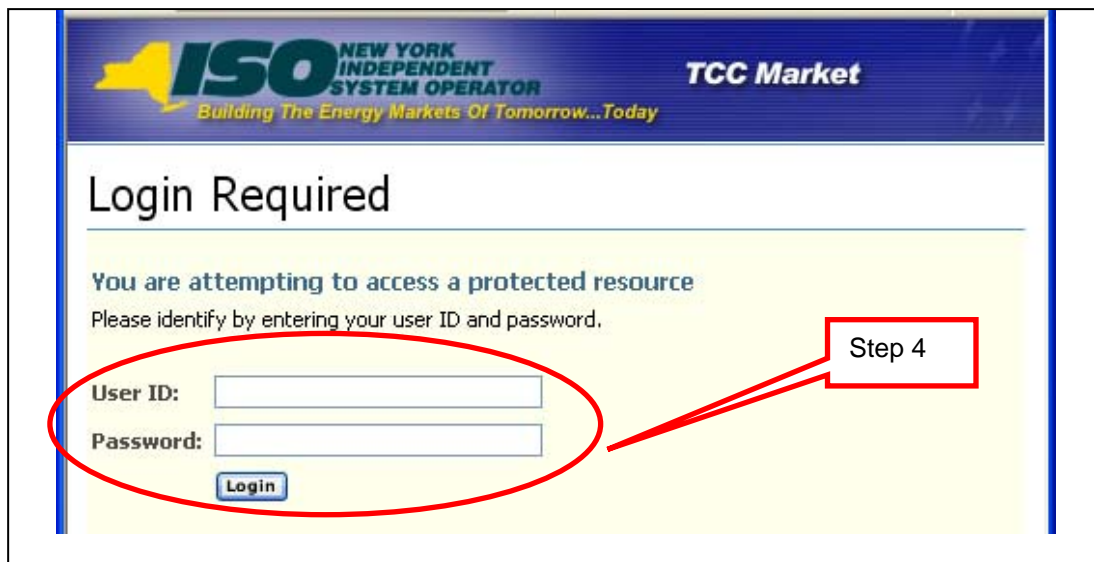 ISO
NEW YORK
INDEPENDENT
SYSTEM OPERATOR
Building The Energy Markets Of Tomorrow...Today
TCC Market
Login Required
You are attempting to access a protected resource
Please identify by entering your user ID and password.
Step 4
User ID:
Password:
Login